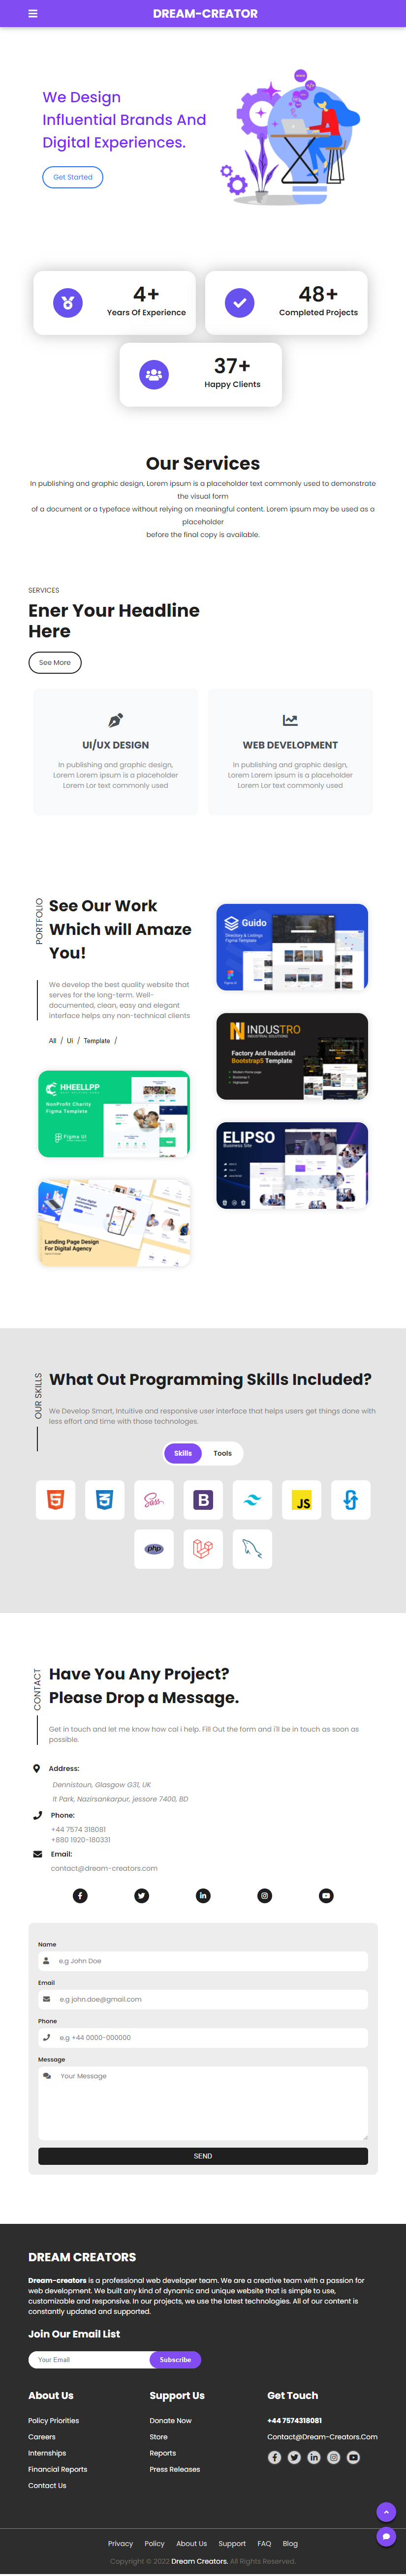 DREAM-CREATOR
We Design
Influential Brands And
Digital Experiences.
Get Started
4+
Years Of Experience
48+
Completed Projects
37+
Happy Clients
Our Services
In publishing and graphic design, Lorem ipsum is a placeholder text commonly used to demonstrate
the visual form
of a document or a typeface without relying on meaningful content. Lorem ipsum may be used as a
placeholder
before the final copy is available.
SERVICES
Ener Your Headline
Here
See More
UI/UX DESIGN
In publishing and graphic design,
Lorem Lorem ipsum is a placeholder
Lorem Lor text commonly used
WEB DEVELOPMENT
In publishing and graphic design,
Lorem Lorem ipsum is a placeholder
Lorem Lor text commonly used
PORTFOLIO
See Our Work
Which will Amaze
You!
We develop the best quality website that
serves for the long-term. Well-
documented, clean, easy and elegant
interface helps any non-technical clients
All / Ui / Template /
HHEELLPP
NonProfit Charity
Figma Template
Figma UI
Landing Page Design
For Digital Agency
Guido
Directory & Listings
Figma Template
INDUSTRO
INDUSTRIAL SOLUTIONS
Factory And Industrial
Bootstrap5 Template
ELIPSO
Business Site
OUR SKILLS
What Out Programming Skills Included?
We Develop Smart, Intuitive and responsive user interface that helps users get things done with
less effort and time with those technologies.
Skills
Tools
Sass
B
JS
php
CONTACT
Have You Any Project?
Please Drop a Message.
Get in touch and let me know how cal i help. Fill Out the form and i'll be in touch as soon as
possible.
Address:
Dennistoun, Glasgow G31, UK
It Park, Nazirsankarpur, jessore 7400, BD
Phone:
+44 7574 318081
+880 1920-180331
Email:
contact@dream-creators.com
Name
e.g John Doe
Email
e.g john.doe@gmail.com
Phone
e.g +44 0000-000000
Message
Your Message
SEND
DREAM CREATORS
Dream-creators is a professional web developer team. We are a creative team with a passion for
web development. We built any kind of dynamic and unique website that is simple to use,
customizable and responsive. In our projects, we use the latest technologies. All of our content is
constantly updated and supported.
Join Our Email List
Your Email
Subscribe
About Us
Policy Priorities
Careers
Internships
Financial Reports
Contact Us
Support Us
Donate Now
Store
Reports
Press Releases
Get Touch
+44 7574318081
Contact@Dream-Creators.Com
Privacy Policy About Us Support FAQ Blog
Copyright © 2022 Dream Creators. All Rights Reserved.